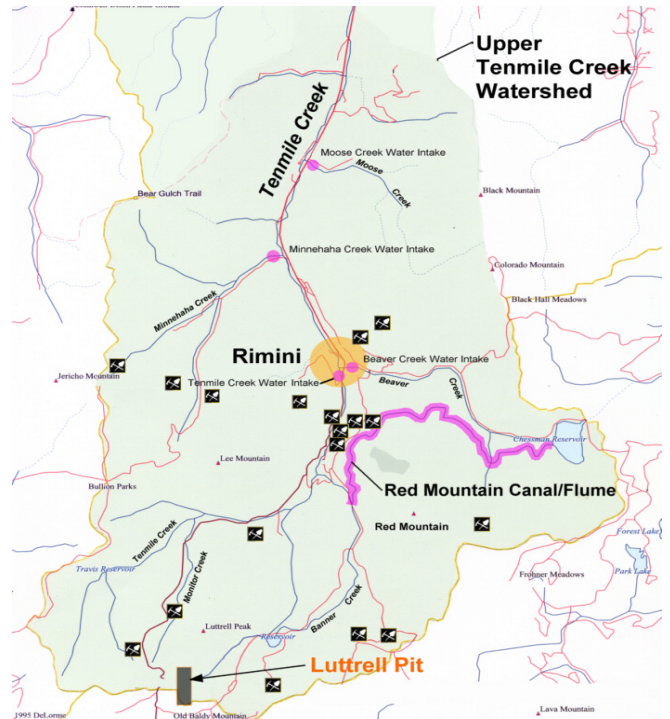 Upper
Tenmile Creek
Watershed
Tenmile Creek
Moose Creek Water Intake
Moose
Creek
Bear Gulch Trail
Black Mountain
Minnehaha Creek Water Intake
Colorado Mountain
Minnehaha Creek
Black Hall Meadows
Rimini
Beaver Creek Water Intake
Jericho Mountain
Tenmile Creek Water Intake
Beaver
Creek
Chessman Reservoir
Lee Mountain
Bullion Parks
Red Mountain Canal/Flume
Red Mountain
Forest Lake
Tenmile Creek
Travis Reservoir
Monitor Creek
Frohner Meadows
Park Lake
Banner
Creek
Luttrell Peak
Reservoir
Luttrell Pit
1995 DeLorme
Old Baldy Mountain
Lava Mountain